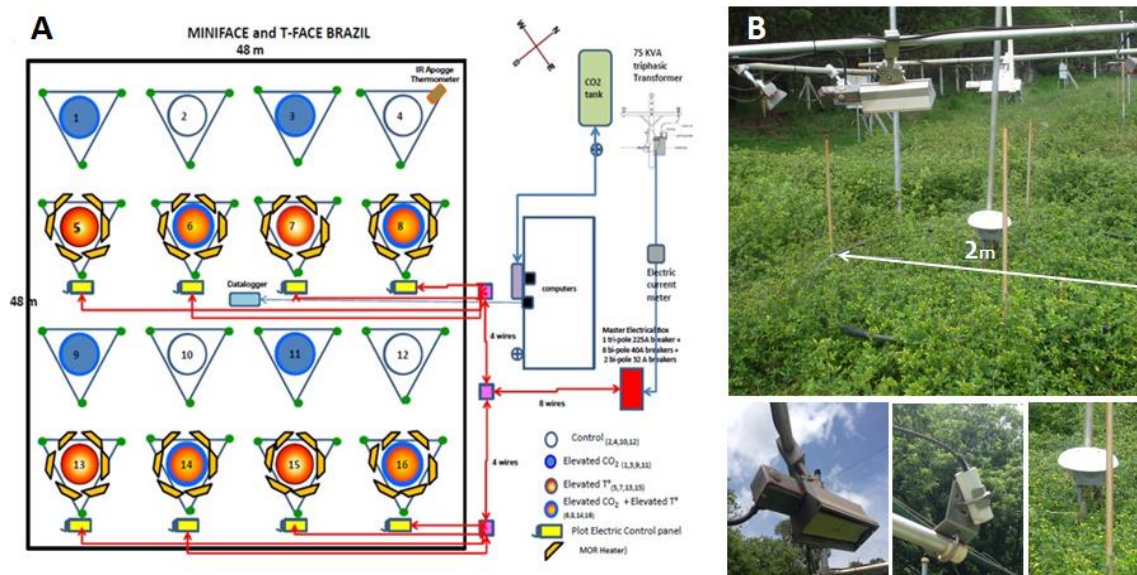 A
MINIFACE and T-FACE BRAZIL
48 m
IR Apogge
Thermometer
CO2
tank
75 KVA
triphasic
Transformer
1
2
3
4
5
6
7
8
Datalogger
48 m
computers
Electric
current
meter
4 wires
Master Electrical Box
1 tri-pole 225A breaker +
8 bi-pole 40A breakers +
2 bi-pole 32 A breakers
9
10
11
12
8 wires
4 wires
13
14
15
16
Control (2,4,10,12)
Elevated CO2 (1,3,9,11)
Elevated T° (5,7,13,15)
Elevated CO2 + Elevated T°
(6,8,14,16)
Plot Electric Control panel
MOR Heater)
B
2m